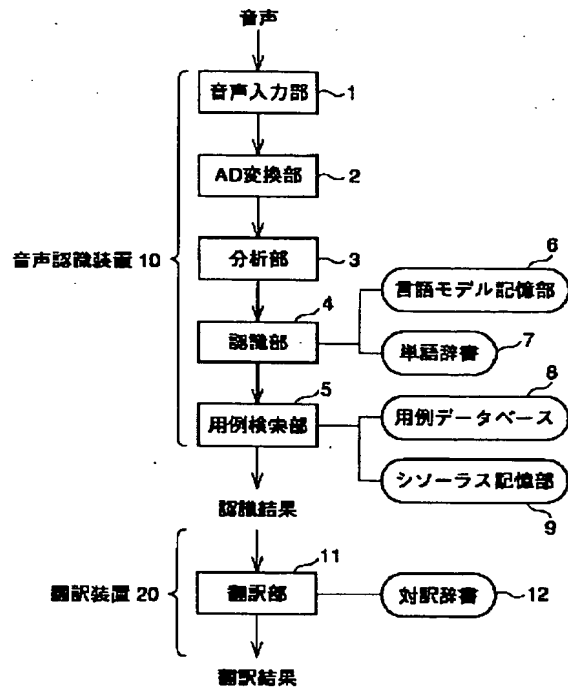 音声
音声入力部 1
AD変換部 2
音声認識装置 10
分析部 3
4
認識部
6
言語モデル記憶部
単語辞書 7
5
用例検索部
8
用例データベース
シソーラス記憶部
9
認識結果
翻訳装置 20
11
翻訳部
対訳辞書 12
翻訳結果